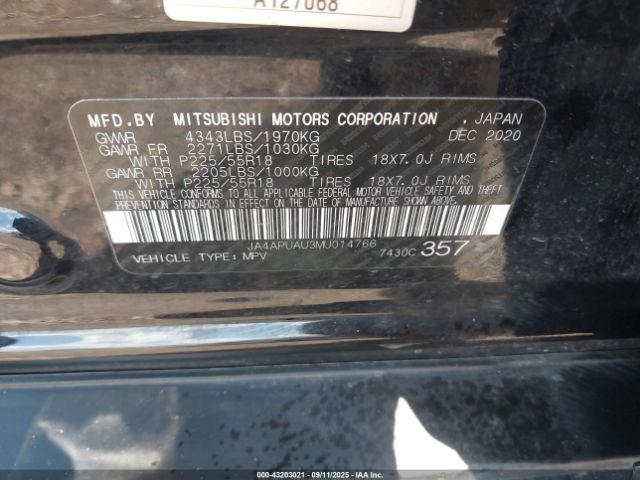 A127068
MFD.BY MITSUBISHI MOTORS CORPORATION , JAPAN
GVWR 4343LBS/1970KG DEC 2020
GAWR FR 2271LBS/1030KG
WITH P225/55R18 TIRES 18X7.0J RIMS
GAWR RR 2205LBS/1000KG
WITH P225/55R18 TIRES 18X7.0J RIMS
THIS VEHICLE CONFORMS TO ALL APPLICABLE FEDERAL MOTOR VEHICLE SAFETY AND THEFT
PREVENTION STANDARDS IN EFFECT ON THE DATE OF MANUFACTURE SHOWN ABOVE.
JA4APUAU3MU014766
VEHICLE TYPE: MPV 7430C 357
000-43203021 - 09/11/2025 - IAAI.COM